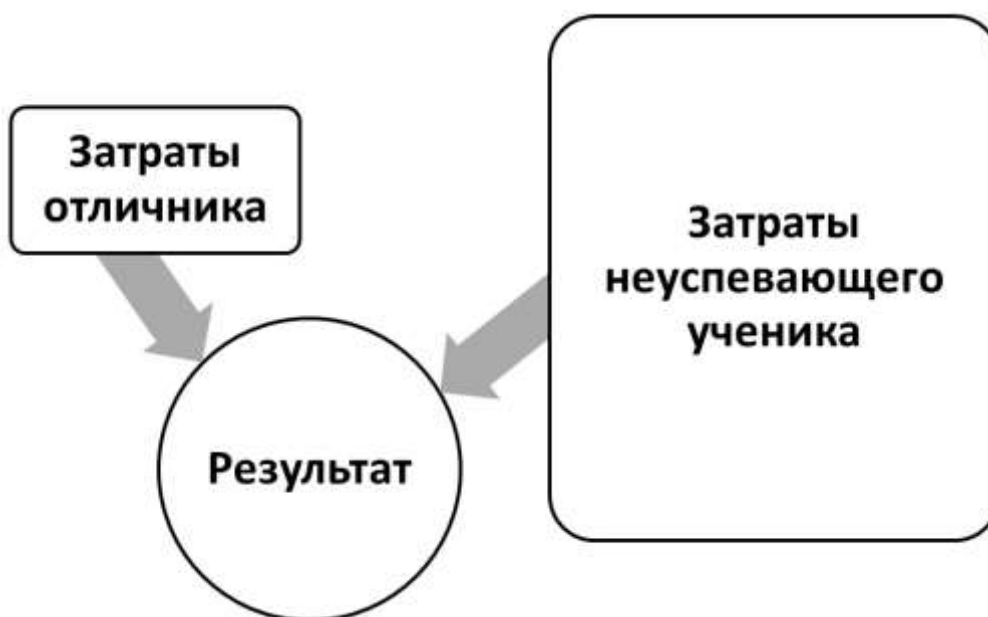 Затраты
отличника
Затраты
неуспевающего
ученика
Результат